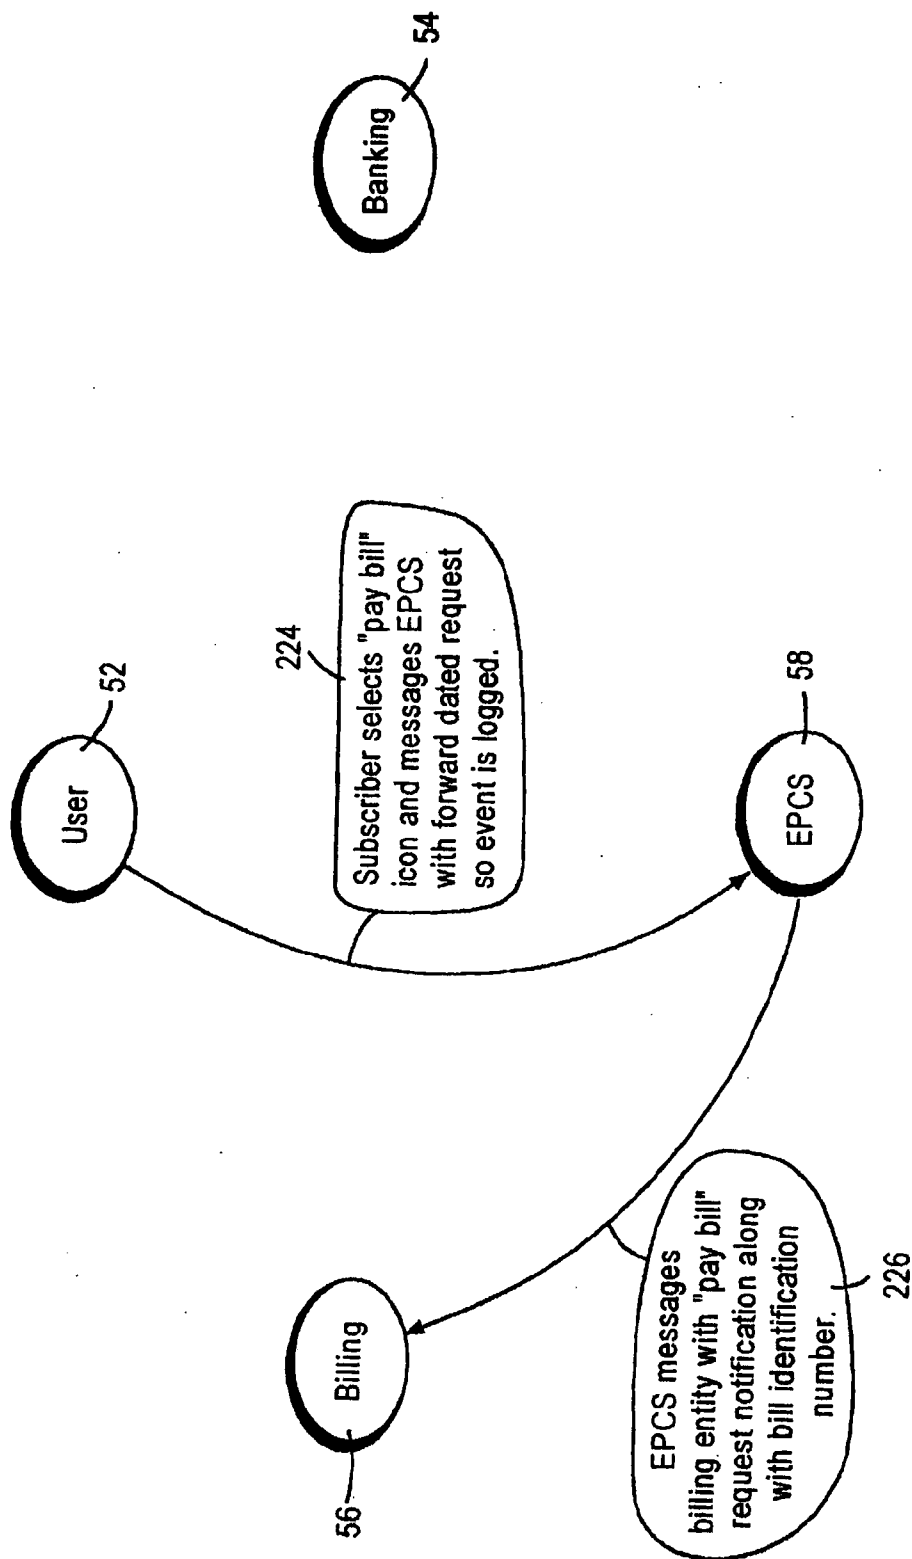 User
52
224
Subscriber selects "pay bill"
icon and messages EPCS
with forward dated request
so event is logged.
Billing
56
Banking
54
EPCS messages
billing entity with "pay bill"
request notification along
with bill identification
number.
226
EPCS
58